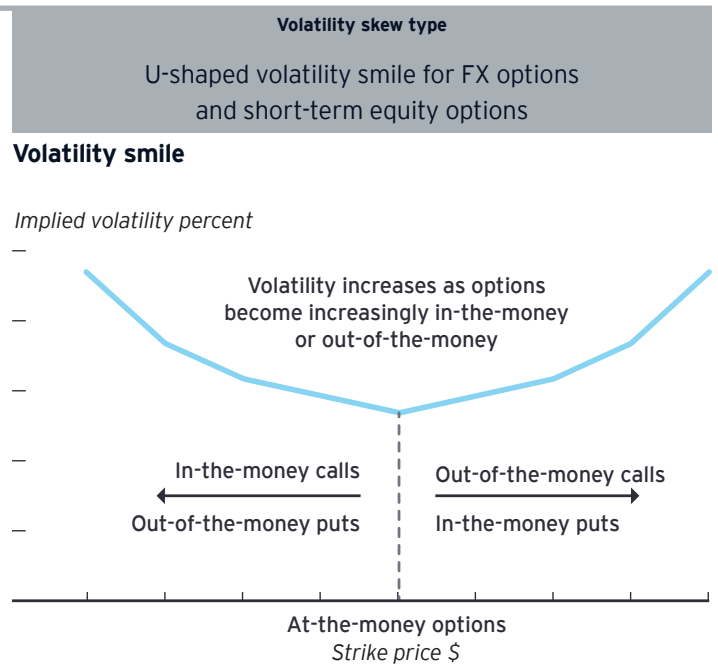 Volatility skew type
U-shaped volatility smile for FX options
and short-term equity options
Volatility smile
Implied volatility percent
Volatility increases as options
become increasingly in-the-money
or out-of-the-money
In-the-money calls
Out-of-the-money puts
Out-of-the-money calls
In-the-money puts
At-the-money options
Strike price $